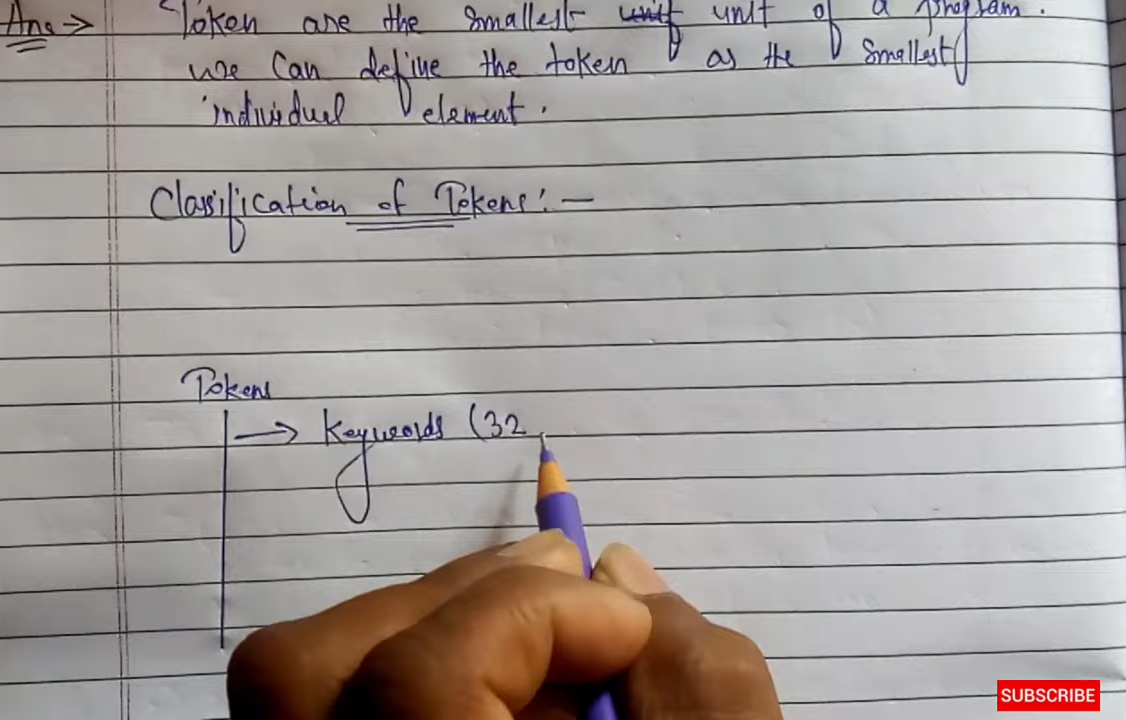 Ans → Token are the smallest unit unit of a program.
we can define the token as the smallest
individual element.
Classification of Tokens:-
Tokens
→ Keywords (32
SUBSCRIBE